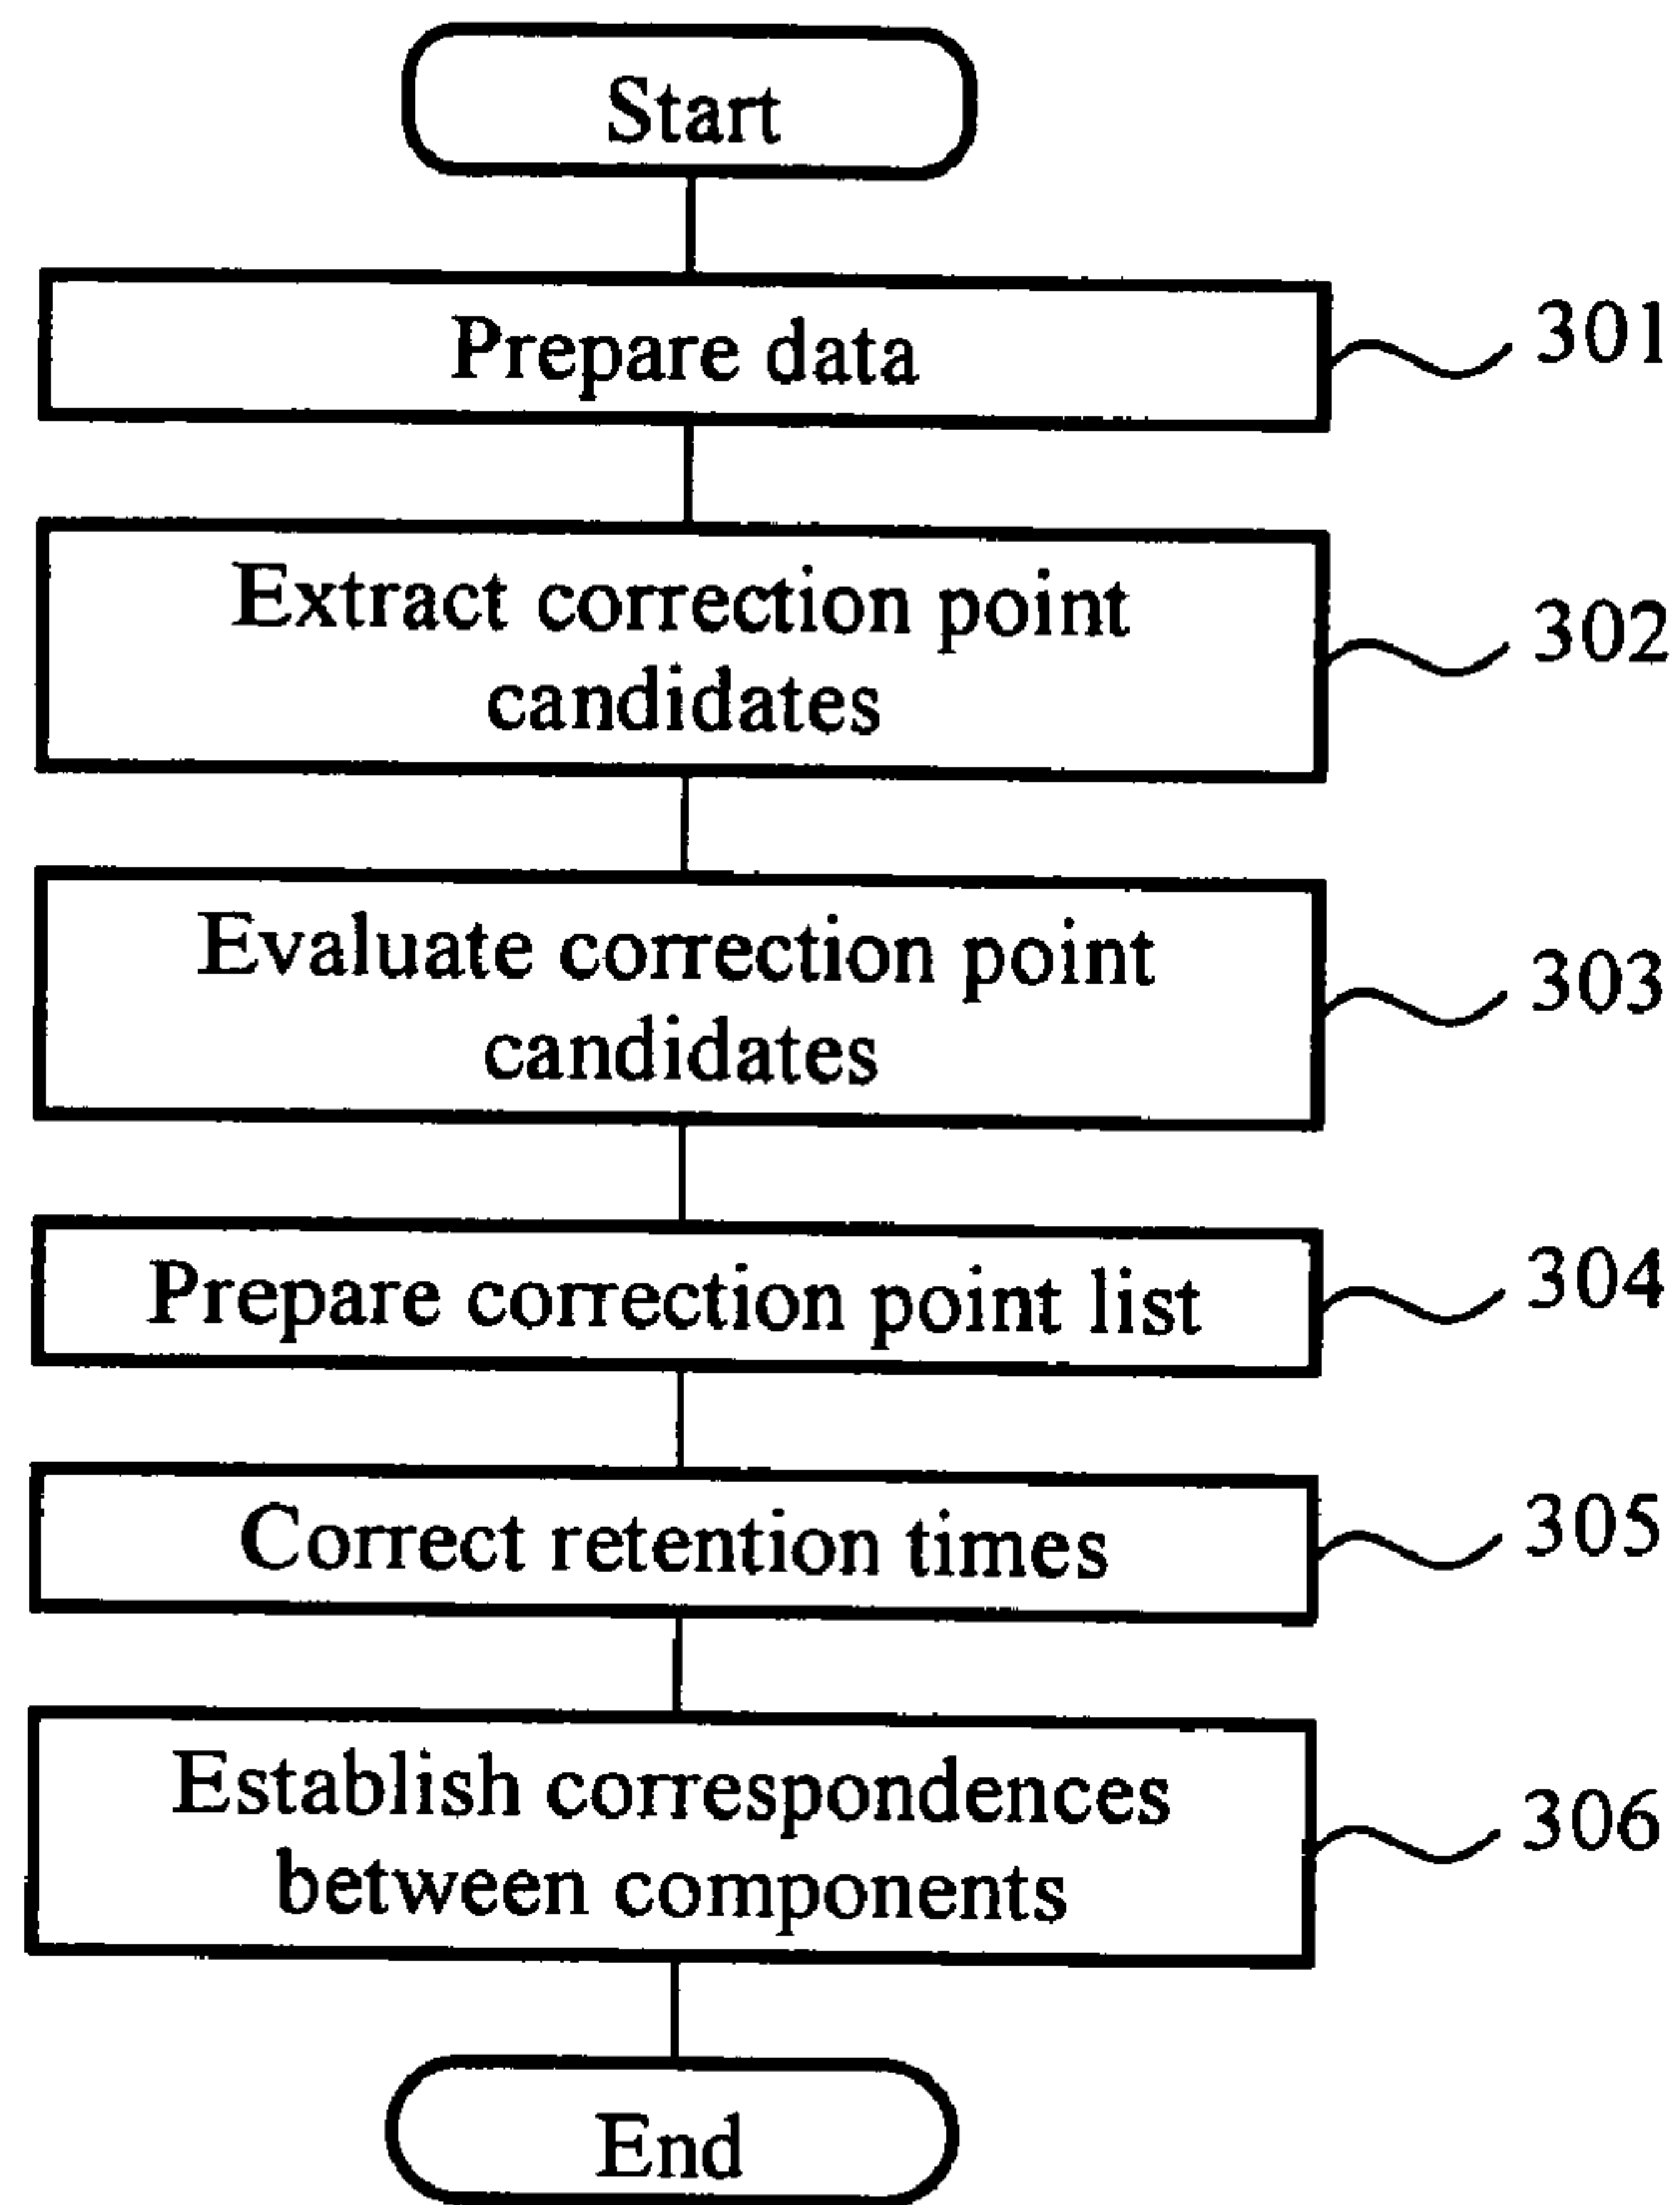 Start
Prepare data
301
Extract correction point
candidates
302
Evaluate correction point
candidates
303
Prepare correction point list
304
Correct retention times
305
Establish correspondences
between components
306
End